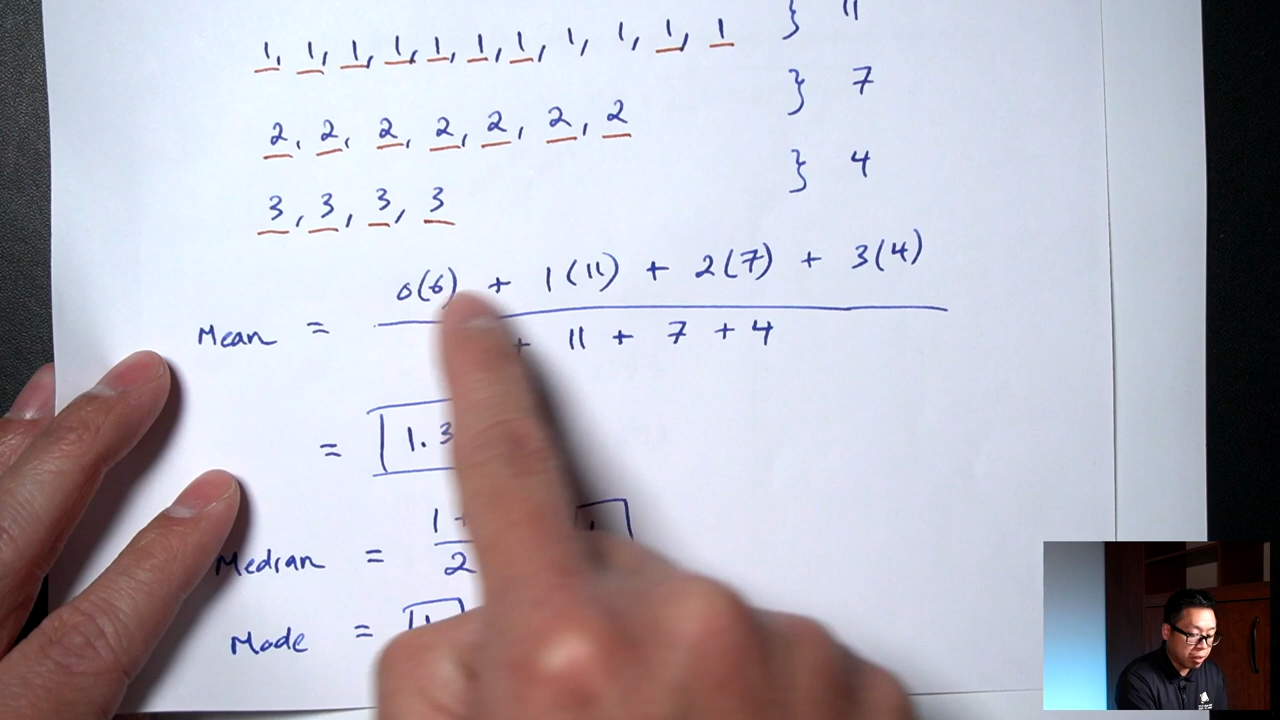 1, 1, 1, 1, 1, 1, 1, 1, 1, 1, 1 } 11
2, 2, 2, 2, 2, 2, 2 } 7
3, 3, 3, 3 } 4
0(6) + 1(11) + 2(7) + 3(4)
Mean =
+ 11 + 7 + 4
= 1.3
Median = 1 +
2
Mode = 1